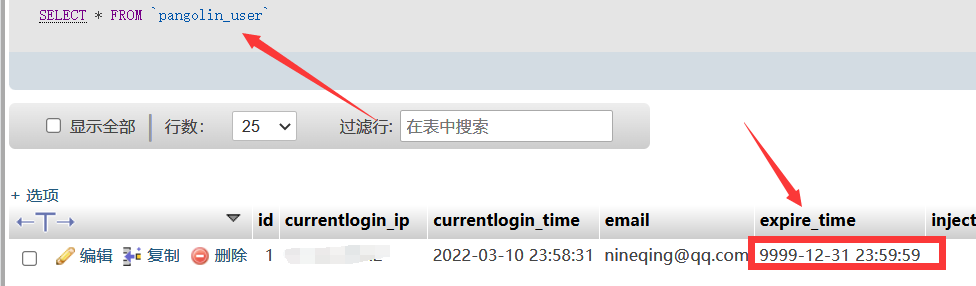 SELECT * FROM `pangolin_user`
显示全部 行数: 25 过滤行: 在表中搜索
+ 选项
←T→ id currentlogin_ip currentlogin_time email expire_time inject
编辑 复制 删除 1 2022-03-10 23:58:31 nineqing@qq.com 9999-12-31 23:59:59